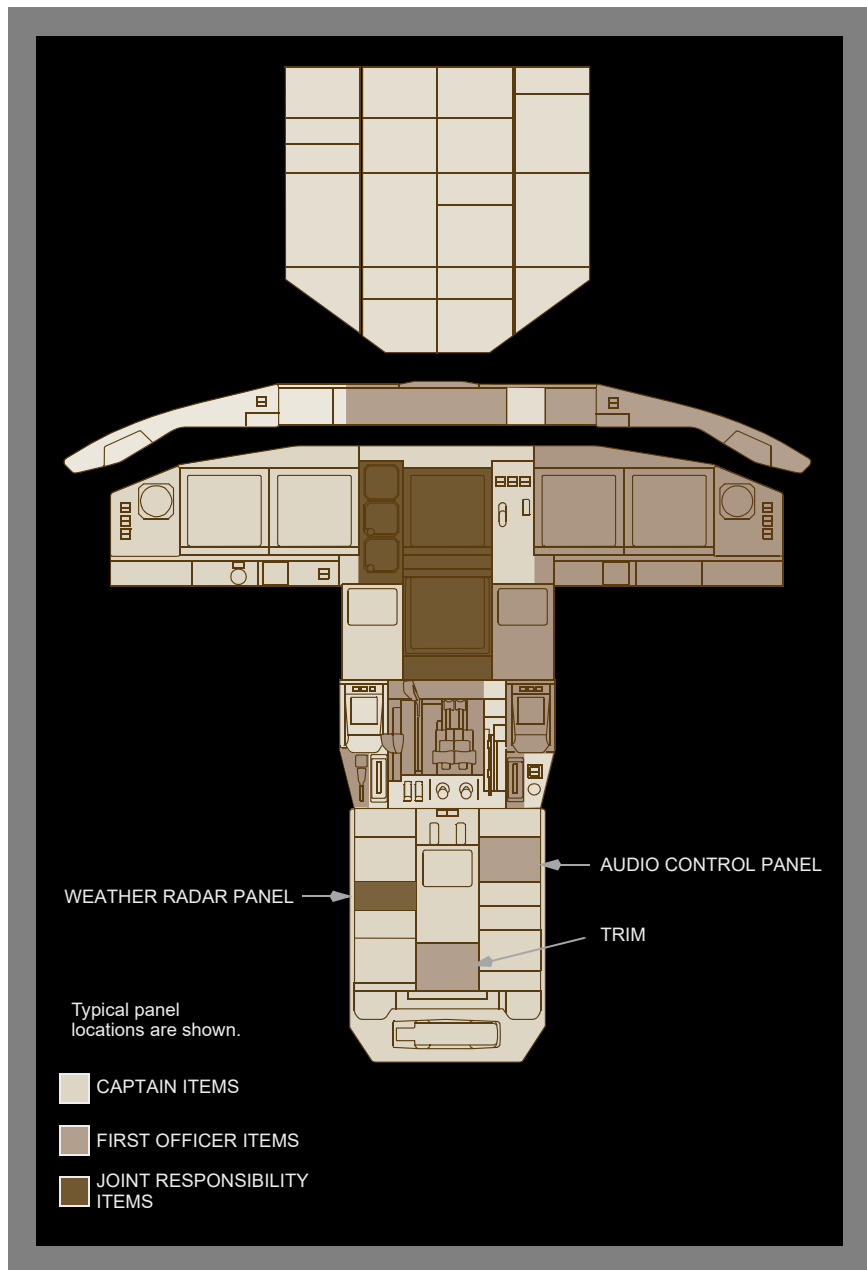 AUDIO CONTROL PANEL
WEATHER RADAR PANEL
TRIM
Typical panel
locations are shown.
CAPTAIN ITEMS
FIRST OFFICER ITEMS
JOINT RESPONSIBILITY
ITEMS